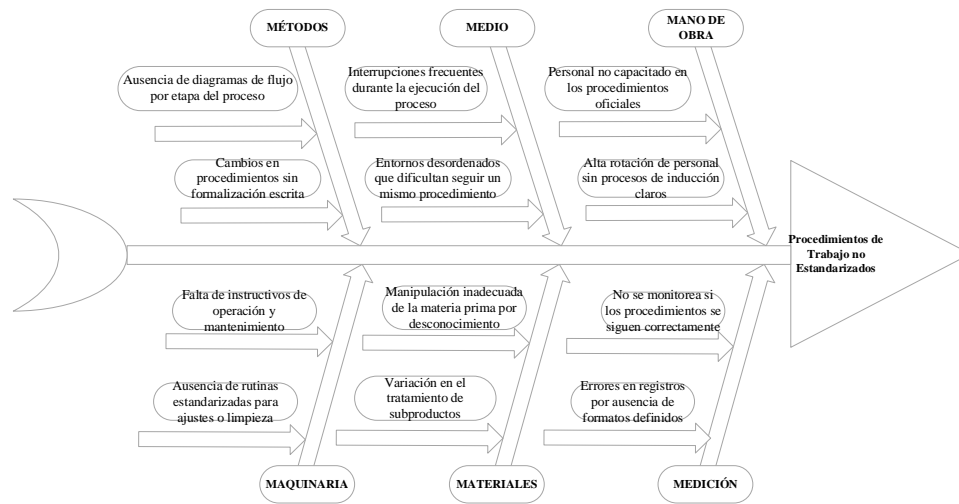 MÉTODOS
MEDIO
MANO DE
OBRA
Ausencia de diagramas de flujo
por etapa del proceso
Interrupciones frecuentes
durante la ejecución del
proceso
Personal no capacitado en
los procedimientos
oficiales
Cambios en
procedimientos sin
formalización escrita
Entornos desordenados
que dificultan seguir un
mismo procedimiento
Alta rotación de personal
sin procesos de inducción
claros
Procedimientos de
Trabajo no
Estandarizados
Falta de instructivos de
operación y
mantenimiento
Manipulación inadecuada
de la materia prima por
desconocimiento
No se monitorea si
los procedimientos se
siguen correctamente
Ausencia de rutinas
estandarizadas para
ajustes o limpieza
Variación en el
tratamiento de
subproductos
Errores en registros
por ausencia de
formatos definidos
MAQUINARIA
MATERIALES
MEDICIÓN